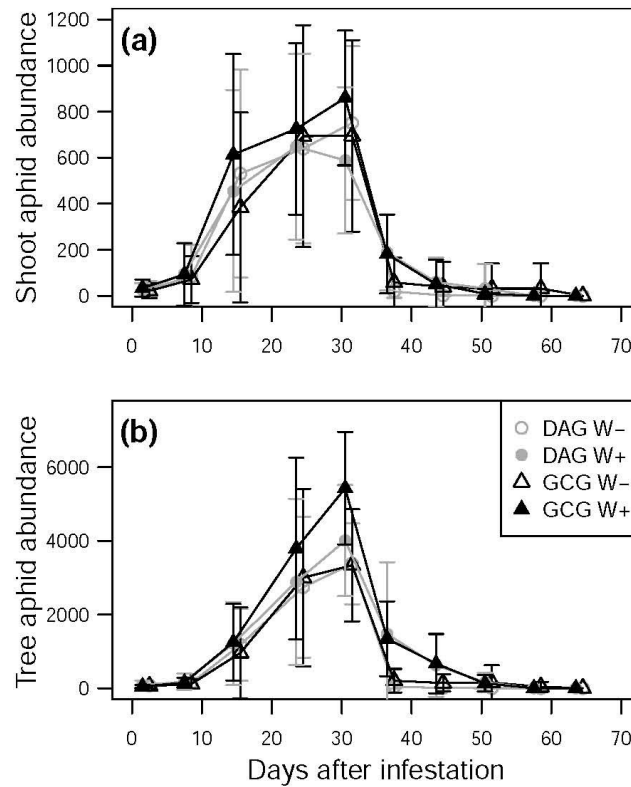 (a)
Shoot aphid abundance
1200
1000
800
600
400
200
0
0 10 20 30 40 50 60 70
(b)
Tree aphid abundance
DAG W−
DAG W+
GCG W−
GCG W+
6000
4000
2000
0
0 10 20 30 40 50 60 70
Days after infestation